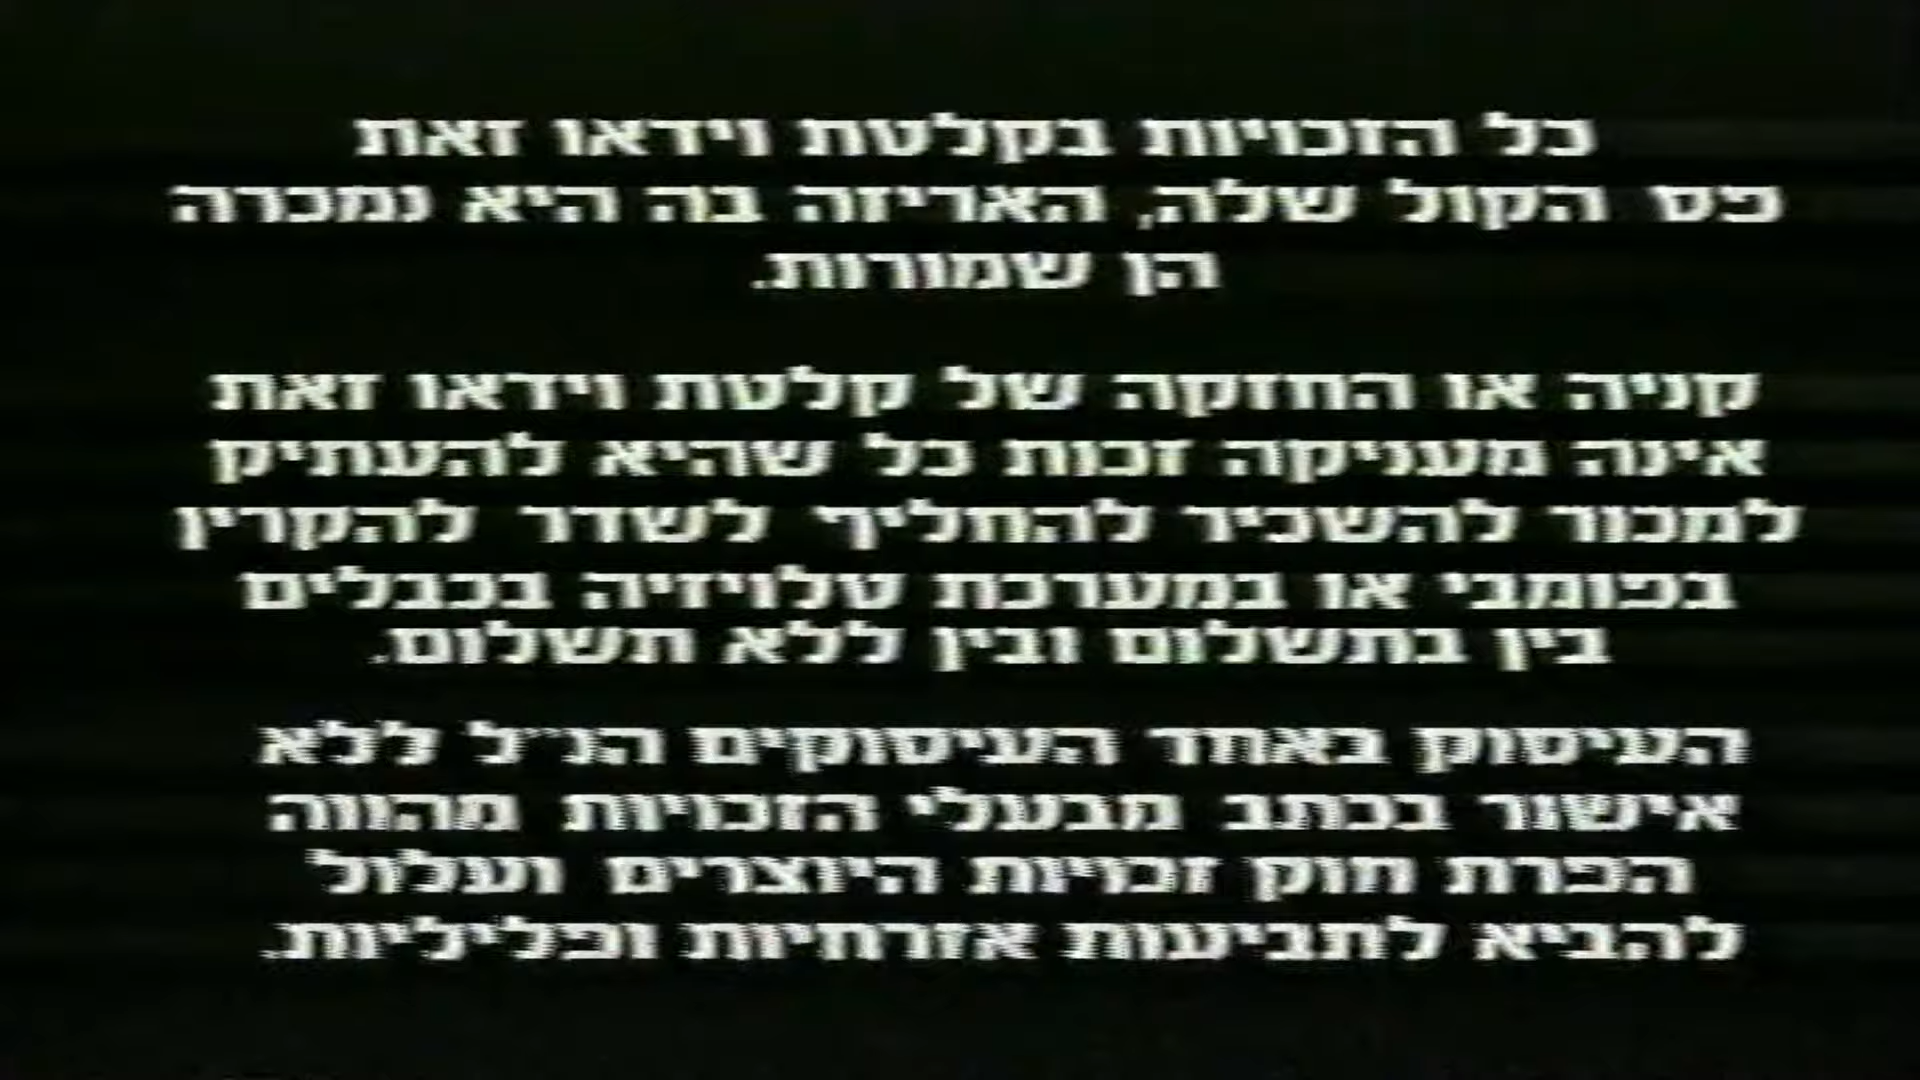 כל הזכויות בקלטת וידאו זאת
פס הקול שלה, האריזה בה היא נמכרה
הן שמורות.
קניה או החזקה של קלטת וידאו זאת
אינה מעניקה זכות כל שהיא להעתיק
למכור להשכיר להחליף לשדר להקרין
בפומבי או במערכת טלויזיה בכבלים
בין בתשלום ובין ללא תשלום.
העיסוק באחד העיסוקים הנ"ל ללא
אישור בכתב מבעלי הזכויות מהווה
הפרת חוק זכויות היוצרים ועלול
להביא לתביעות אזרחיות ופליליות.